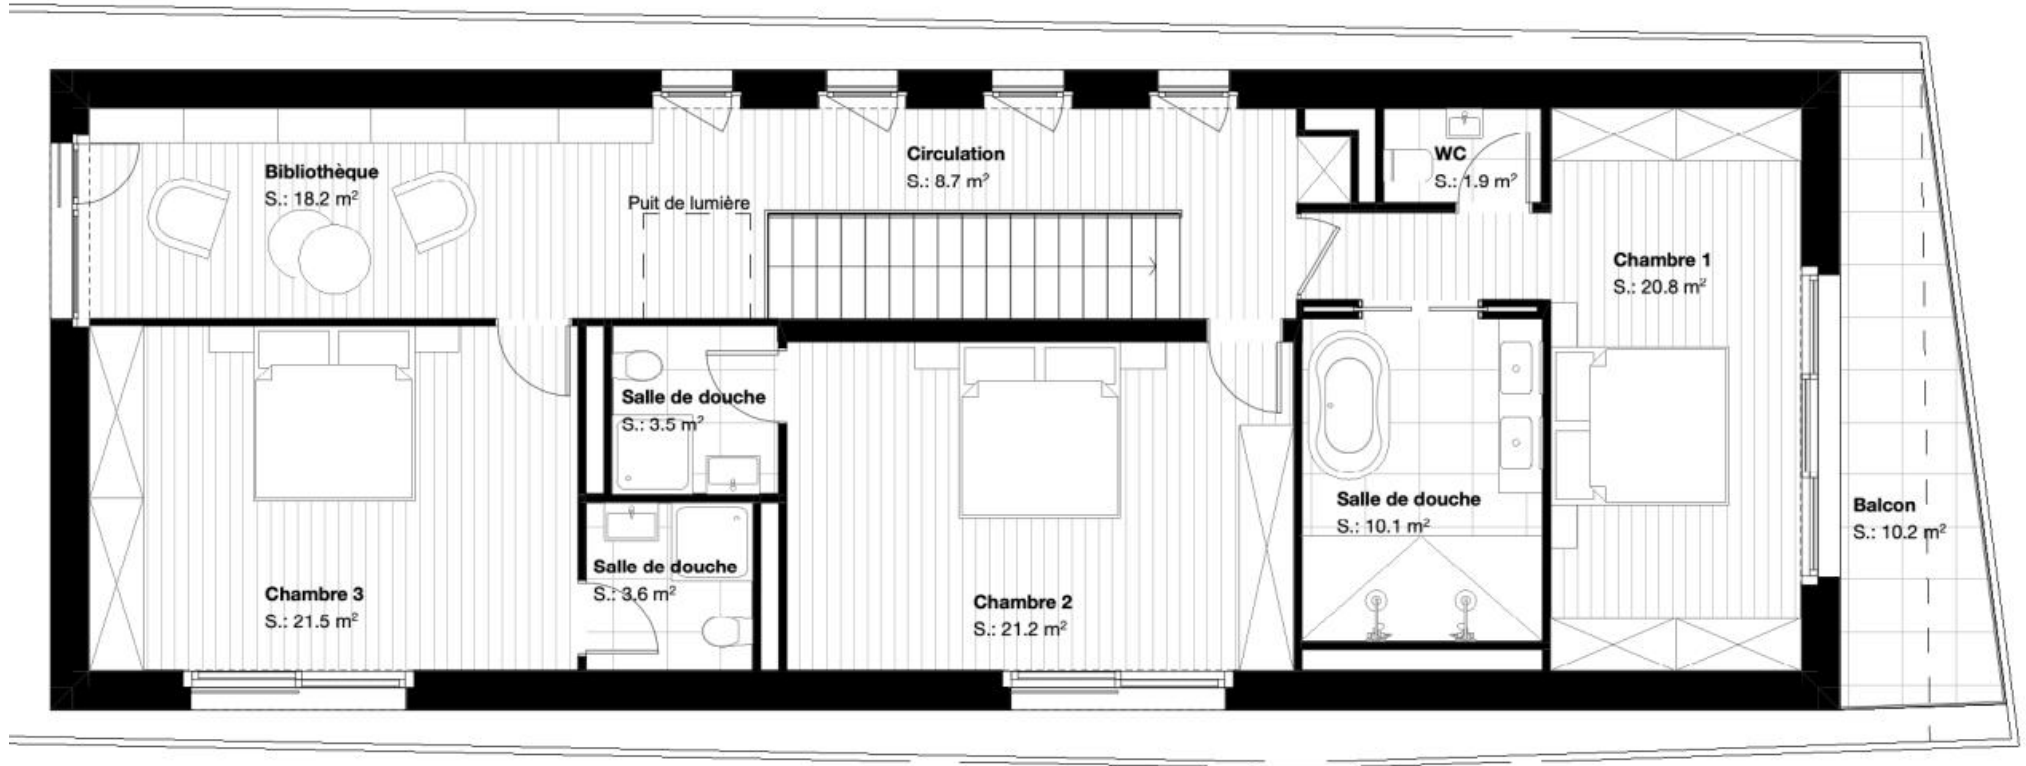 Bibliothèque
S.: 18.2 m²
Puit de lumière
Circulation
S.: 8.7 m²
WC
S.: 1.9 m²
Chambre 1
S.: 20.8 m²
Salle de douche
S.: 3.5 m²
Salle de douche
S.: 10.1 m²
Balcon
S.: 10.2 m²
Salle de douche
S.: 3.6 m²
Chambre 3
S.: 21.5 m²
Chambre 2
S.: 21.2 m²